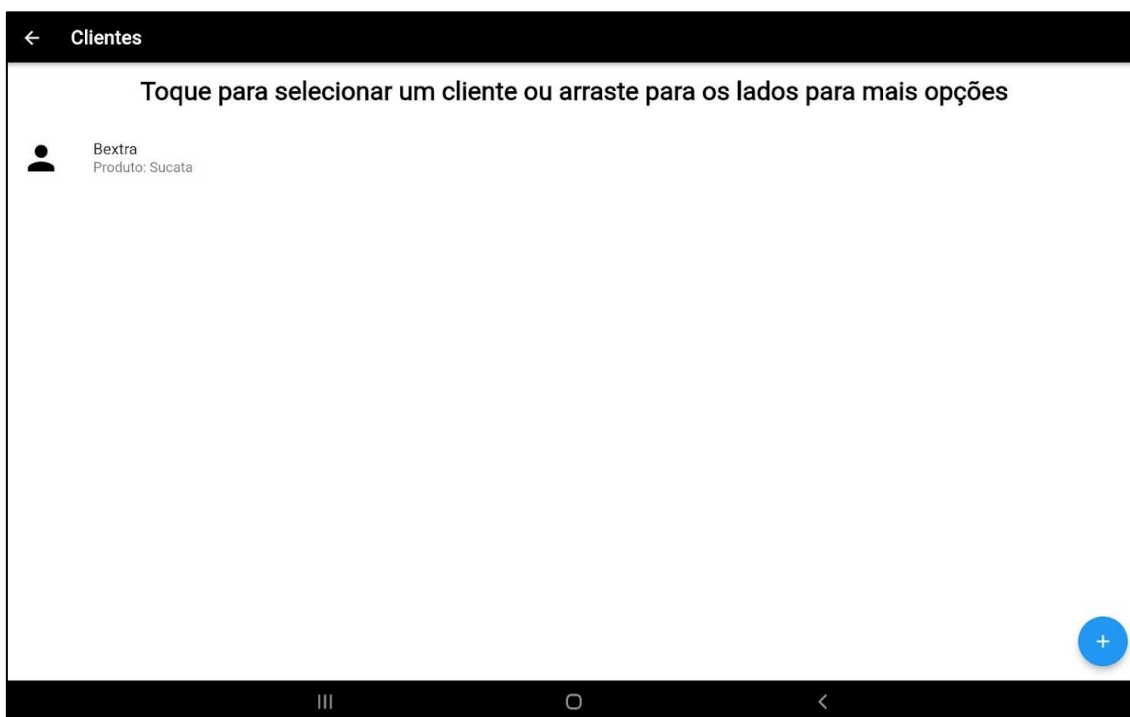 Clientes
Toque para selecionar um cliente ou arraste para os lados para mais opções
Bextra
Produto: Sucata